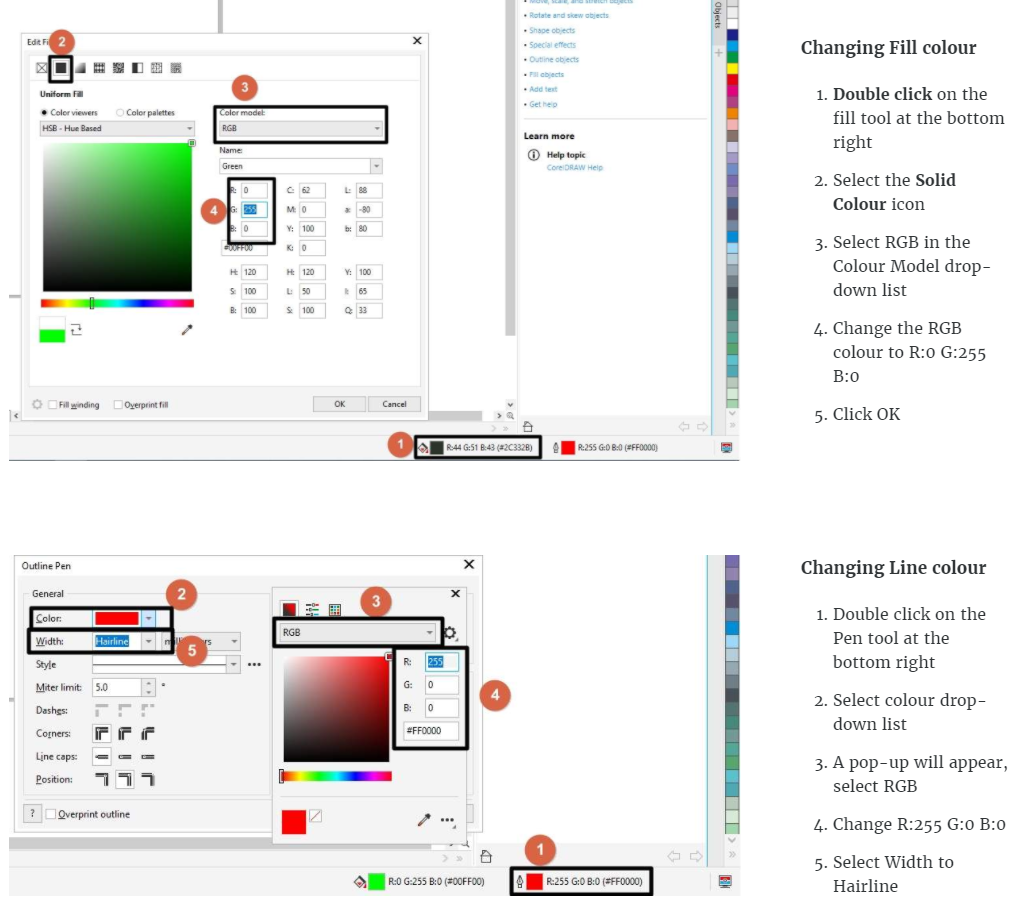 Move, scale, and stretch objects
Rotate and skew objects
Shape objects
Special effects
Outline objects
Fill objects
Add text
Get help
Learn more
Help topic
CorelDRAW Help
Objects
Edit Fi
2
Uniform Fill
Color viewers
Color palettes
HSB - Hue Based
3
Color model:
RGB
Name:
Green
R: 0 C: 62 L: 88
4
G: 255 M: 0 a: -80
B: 0 Y: 100 b: 80
#00FF00 K: 0
H: 120 H: 120 Y: 100
S: 100 L: 50 I: 65
B: 100 S: 100 Q: 33
Fill winding
Overprint fill
OK
Cancel
1
R:44 G:51 B:43 (#2C332B)
R:255 G:0 B:0 (#FF0000)
Changing Fill colour
1. Double click on the
fill tool at the bottom
right
2. Select the Solid
Colour icon
3. Select RGB in the
Colour Model drop-
down list
4. Change the RGB
colour to R:0 G:255
B:0
5. Click OK
Outline Pen
General
2
Color:
Width: Hairline
5
Style
Miter limit: 5.0 °
Dashes:
Corners:
Line caps:
Position:
? Overprint outline
3
RGB
R: 255
G: 0
B: 0
#FF0000
4
1
R:0 G:255 B:0 (#00FF00)
R:255 G:0 B:0 (#FF0000)
Changing Line colour
1. Double click on the
Pen tool at the
bottom right
2. Select colour drop-
down list
3. A pop-up will appear,
select RGB
4. Change R:255 G:0 B:0
5. Select Width to
Hairline